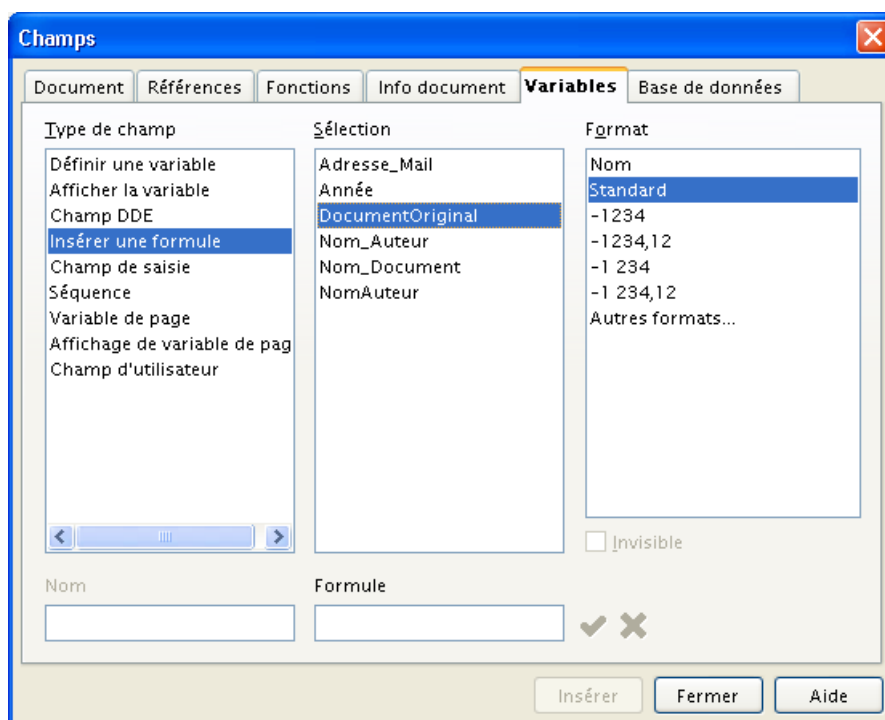 Champs
Document Références Fonctions Info document Variables Base de données
Type de champ
Définir une variable
Afficher la variable
Champ DDE
Insérer une formule
Champ de saisie
Séquence
Variable de page
Affichage de variable de pag
Champ d'utilisateur
Sélection
Adresse_Mail
Année
DocumentOriginal
Nom_Auteur
Nom_Document
NomAuteur
Format
Nom
Standard
-1234
-1234,12
-1 234
-1 234,12
Autres formats...
Invisible
Nom
Formule
Insérer Fermer Aide